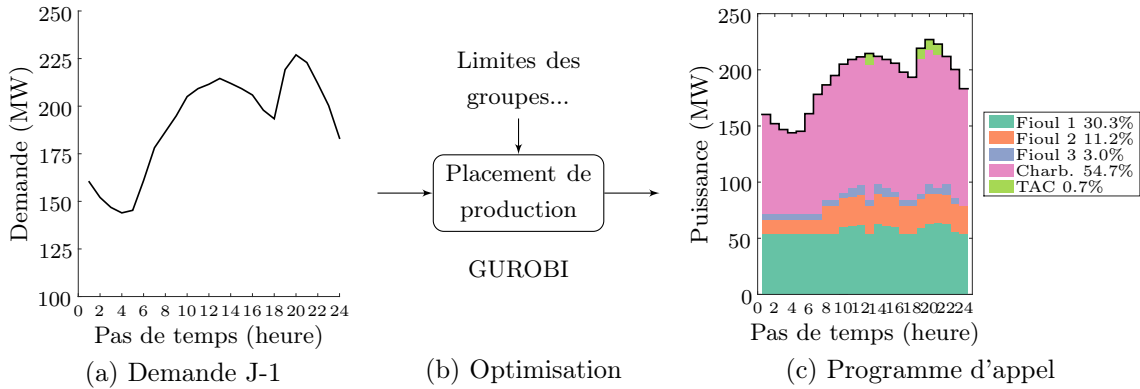 250
225
200
175
150
125
100
0 2 4 6 8 10 12 14 16 18 20 22 24
Demande (MW)
Pas de temps (heure)
(a) Demande J-1
Limites des
groupes...
Placement de
production
GUROBI
(b) Optimisation
250
200
150
100
50
0
0 2 4 6 8 10 12 14 16 18 20 22 24
Puissance (MW)
Pas de temps (heure)
Fioul 1 30.3%
Fioul 2 11.2%
Fioul 3 3.0%
Charb. 54.7%
TAC 0.7%
(c) Programme d'appel